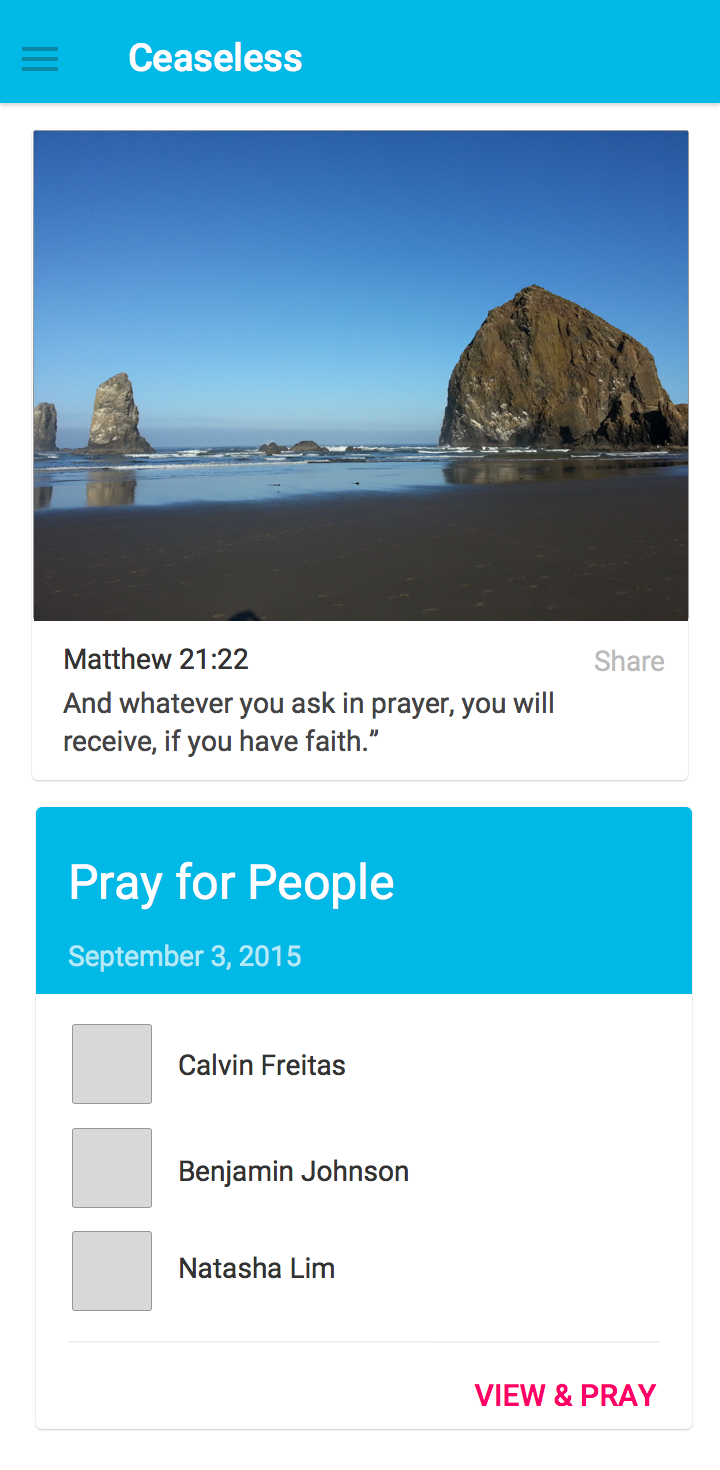 Ceaseless
Matthew 21:22
Share
And whatever you ask in prayer, you will
receive, if you have faith.”
Pray for People
September 3, 2015
Calvin Freitas
Benjamin Johnson
Natasha Lim
VIEW & PRAY